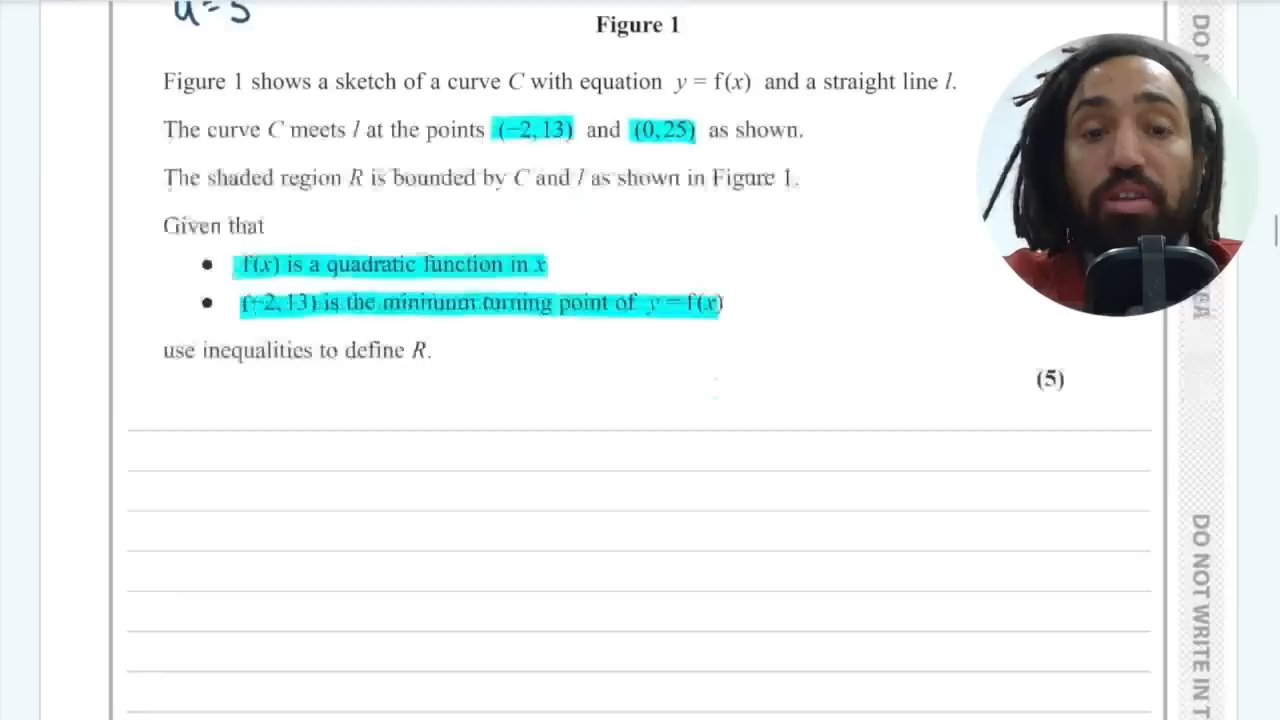 a = 3
Figure 1
Figure 1 shows a sketch of a curve C with equation y = f(x) and a straight line l.
The curve C meets l at the points (−2, 13) and (0, 25) as shown.
The shaded region R is bounded by C and l as shown in Figure 1.
Given that
• f(x) is a quadratic function in x
• (−2, 13) is the minimum turning point of y = f(x)
use inequalities to define R.
(5)
DO N
EA
DO NOT WRITE IN T